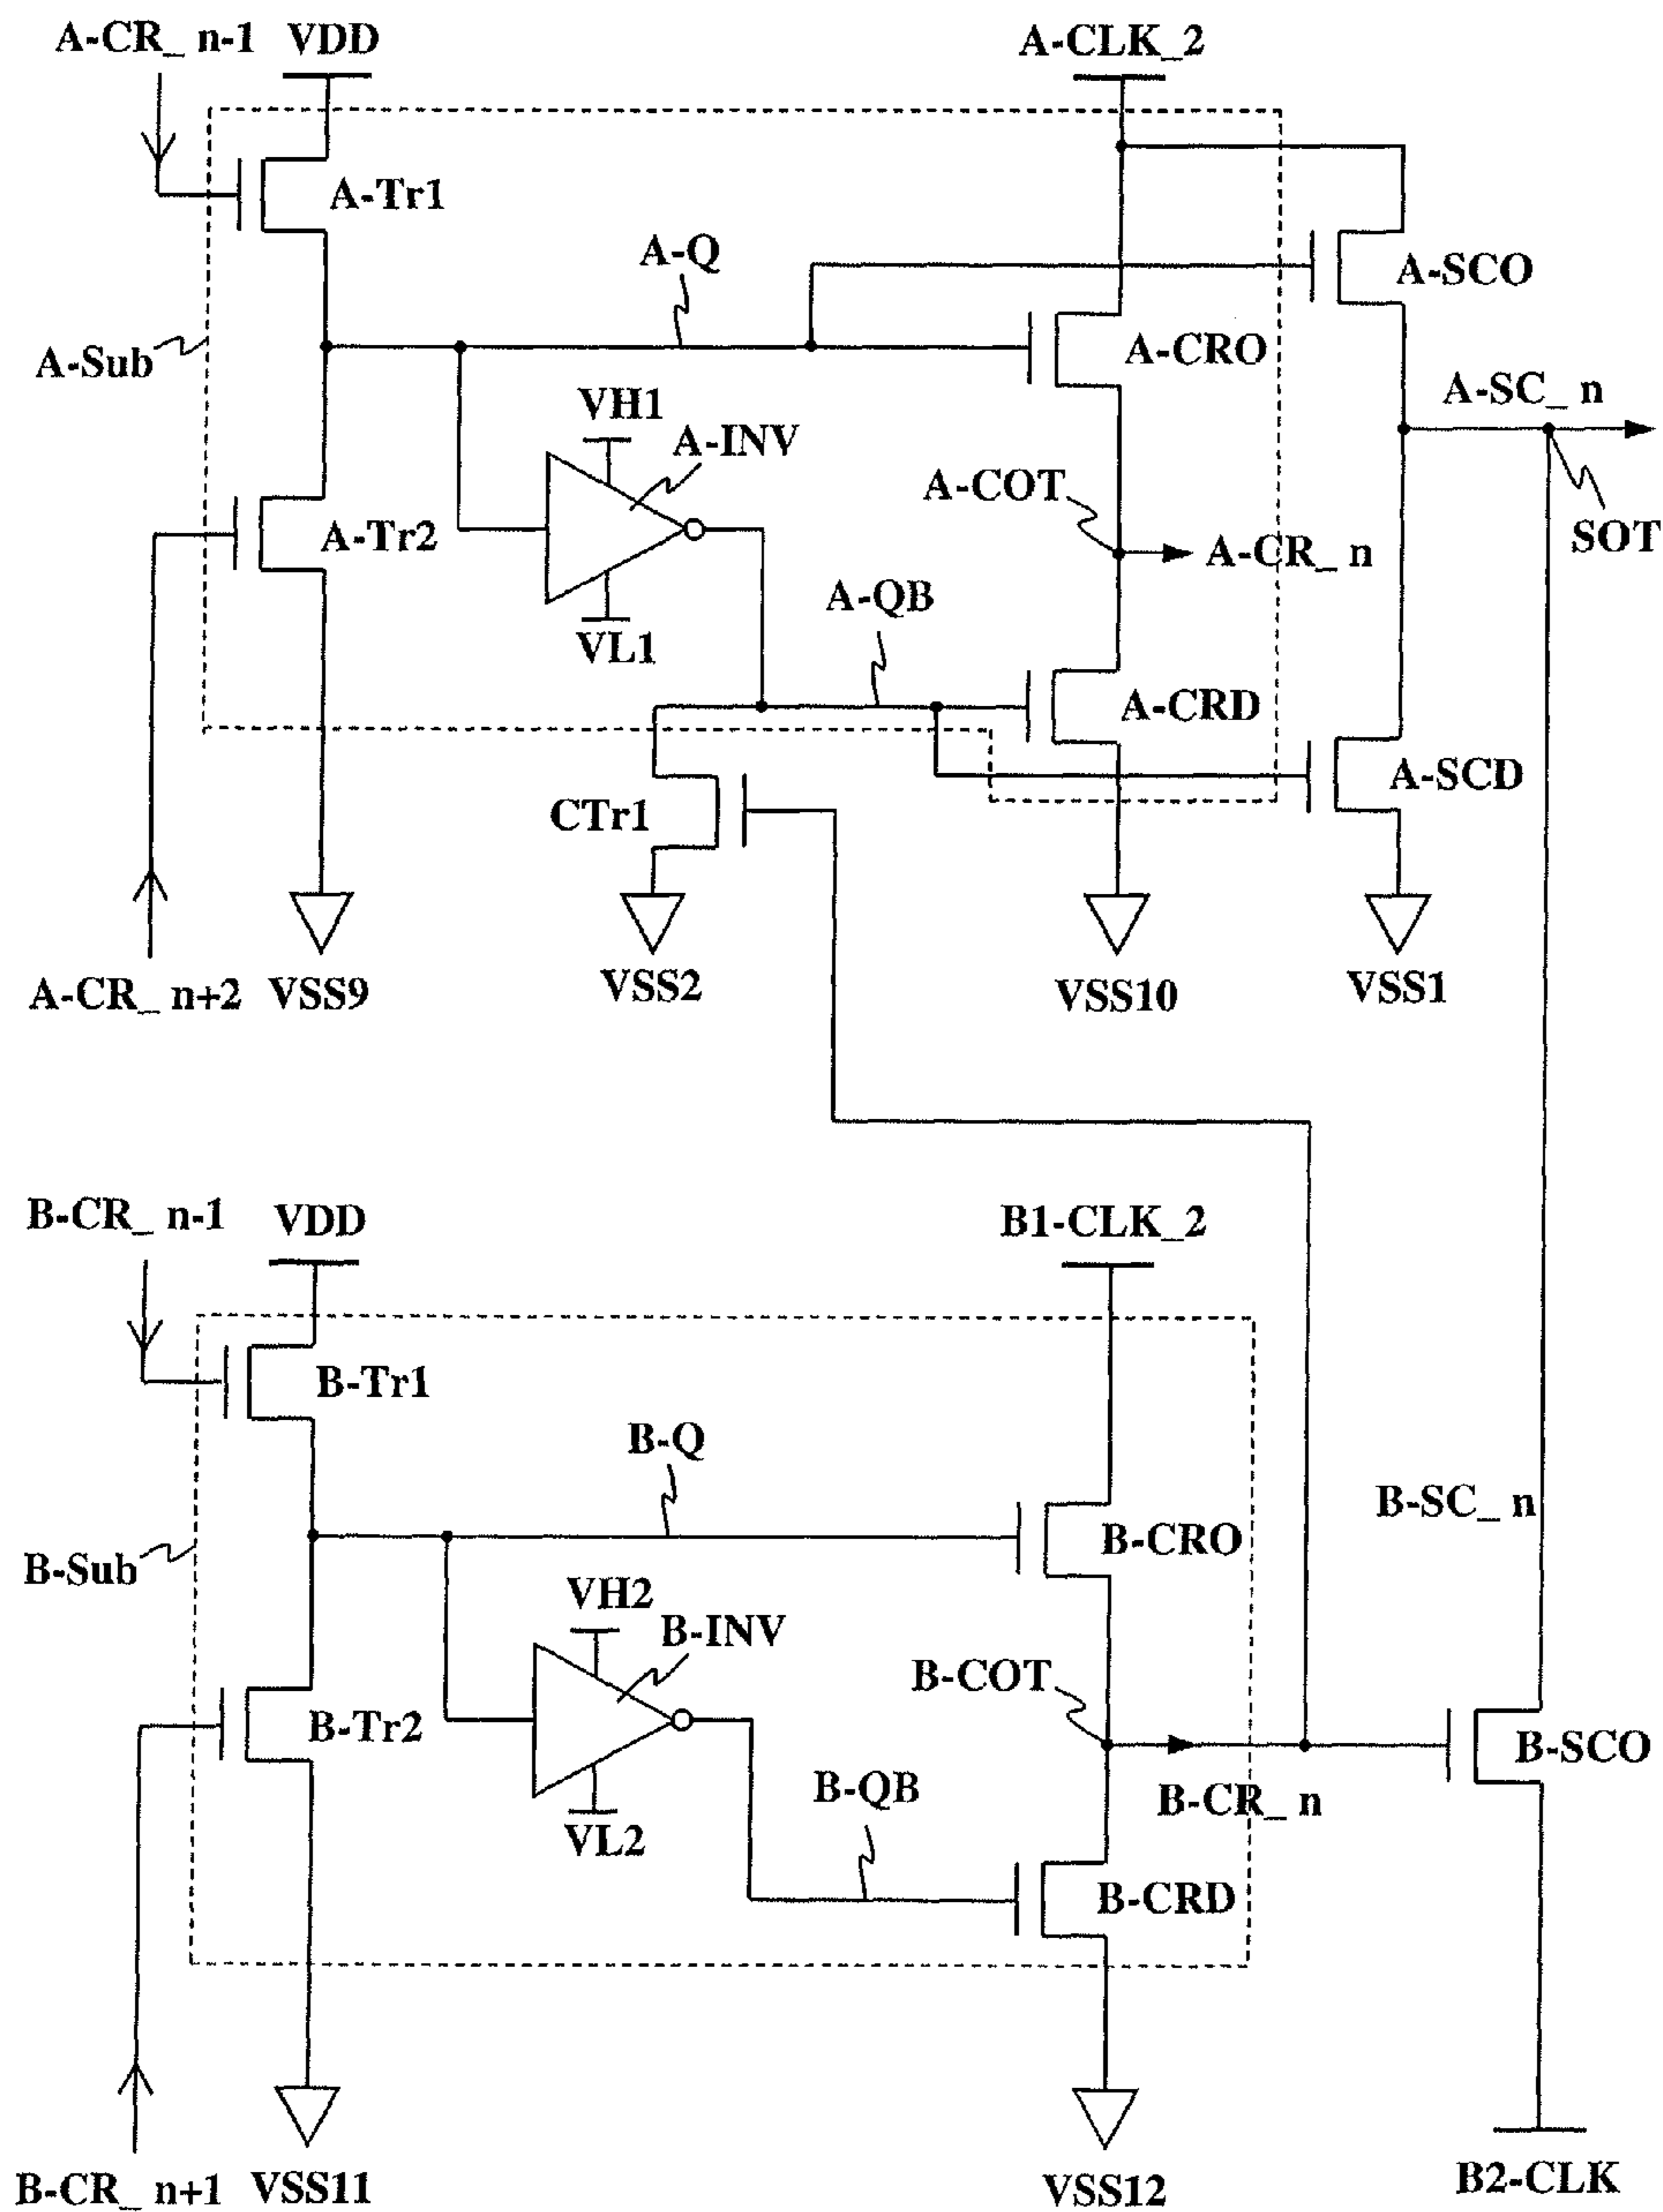 A-CR_ n-1
VDD
A-CLK_2
A-Tr1
A-Q
A-SCO
A-Sub
A-CRO
VH1
A-INV
A-SC_ n
A-COT
A-Tr2
SOT
A-CR_ n
A-QB
VL1
A-CRD
A-SCD
CTr1
A-CR_ n+2
VSS9
VSS2
VSS10
VSS1
B-CR_ n-1
VDD
B1-CLK_2
B-Tr1
B-Q
B-SC_ n
B-CRO
B-Sub
VH2
B-INV
B-COT
B-Tr2
B-SCO
B-QB
B-CR_ n
VL2
B-CRD
B-CR_ n+1
VSS11
VSS12
B2-CLK